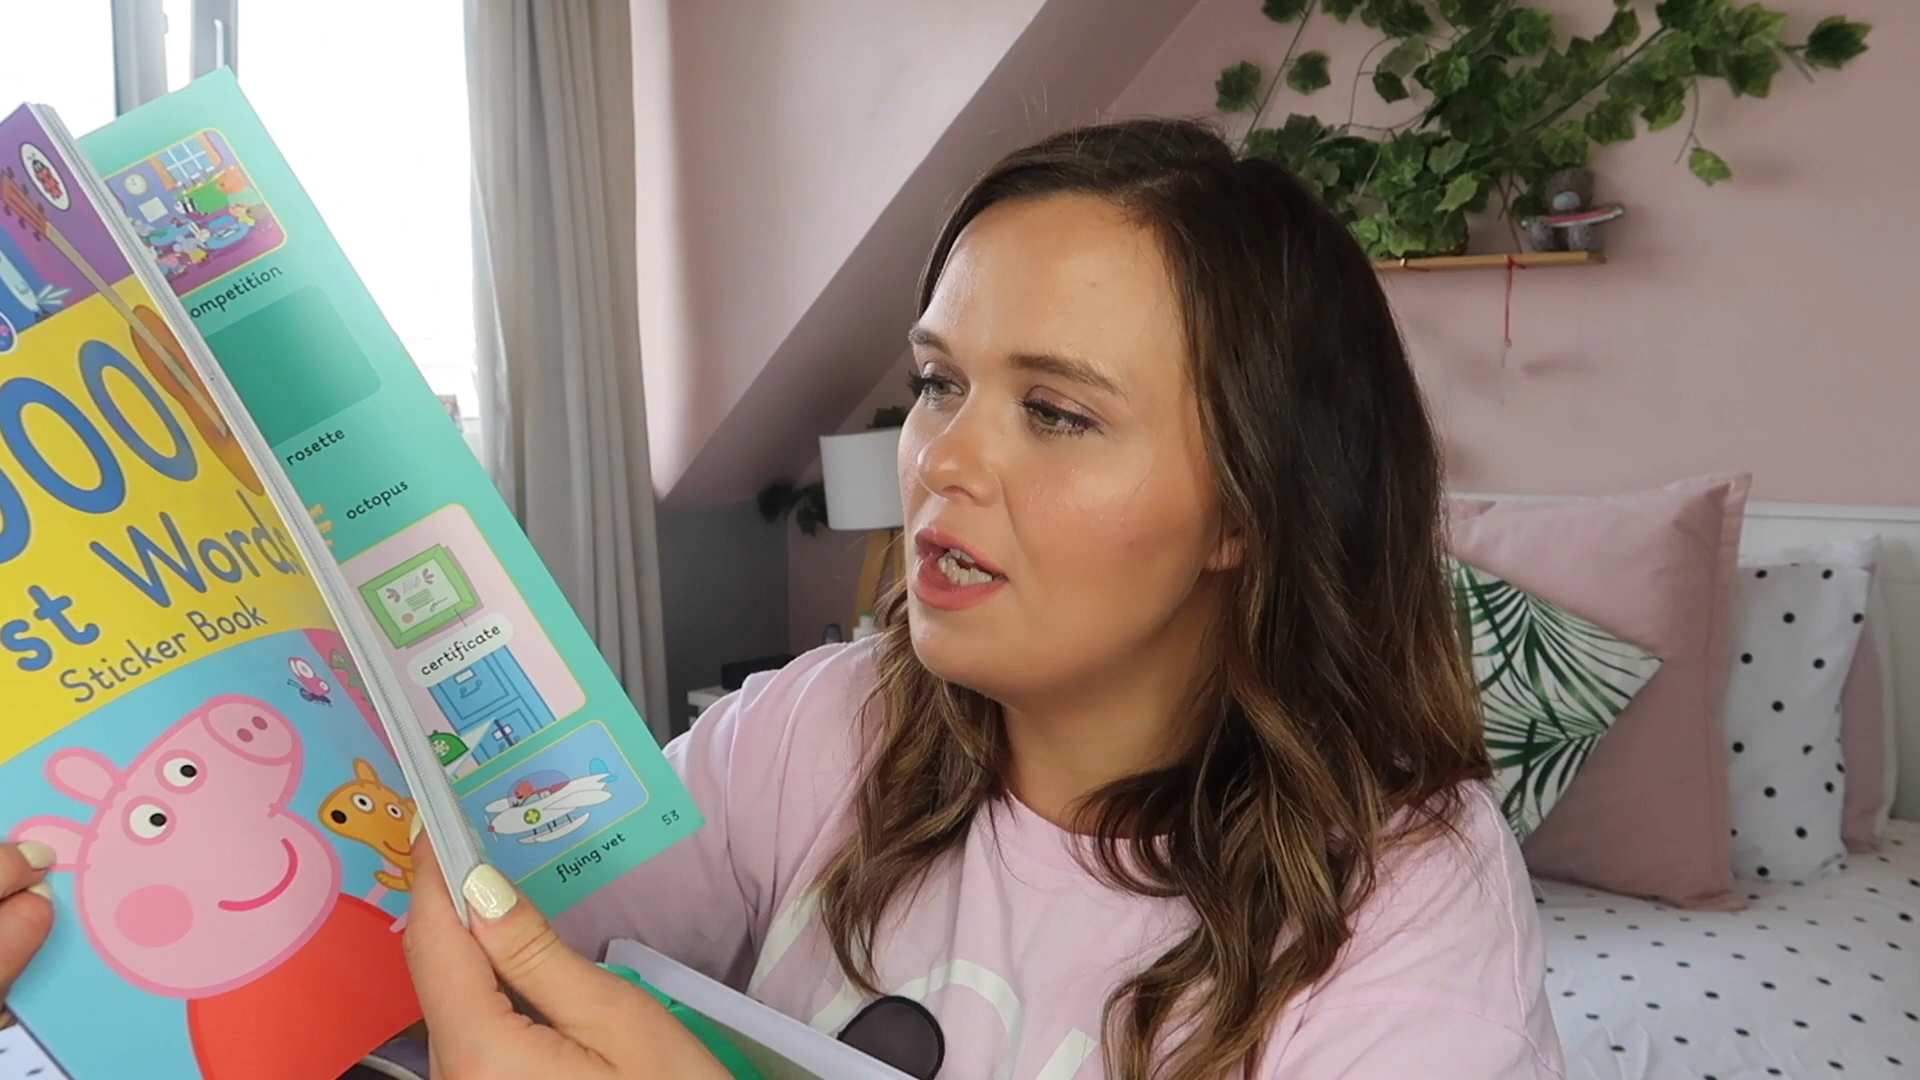 00
st Words
Sticker Book
ompetition
rosette
octopus
certificate
flying vet
53